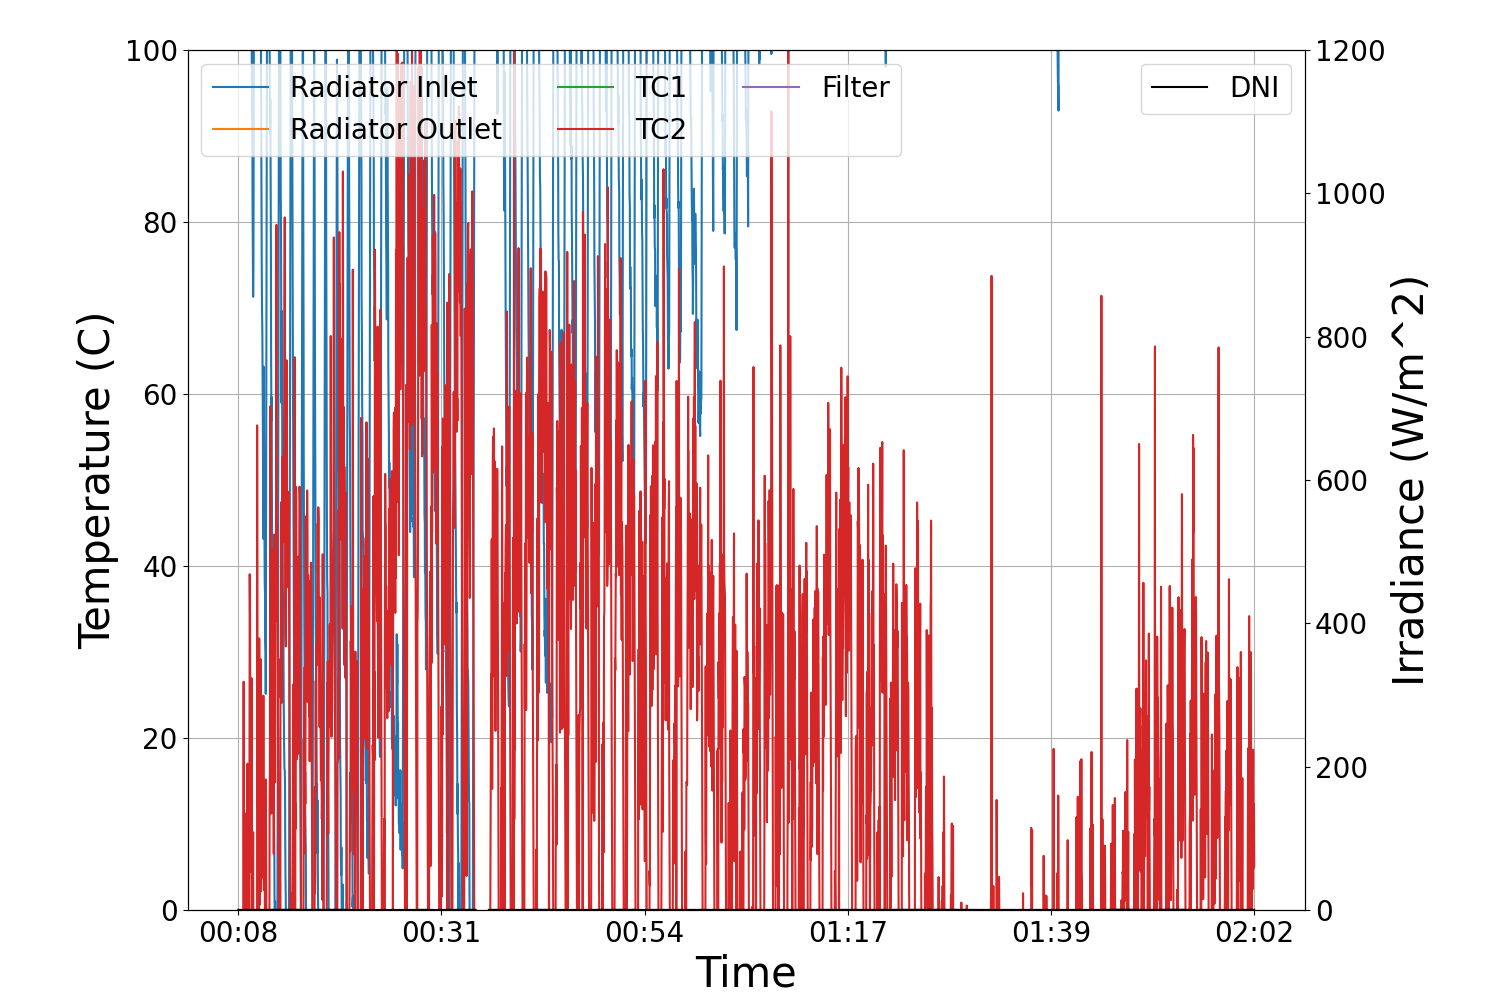 100
80
60
40
20
0
Temperature (C)
Radiator Inlet
Radiator Outlet
TC1
TC2
Filter
DNI
1200
1000
800
600
400
200
0
Irradiance (W/m^2)
00:08
00:31
00:54
01:17
01:39
02:02
Time